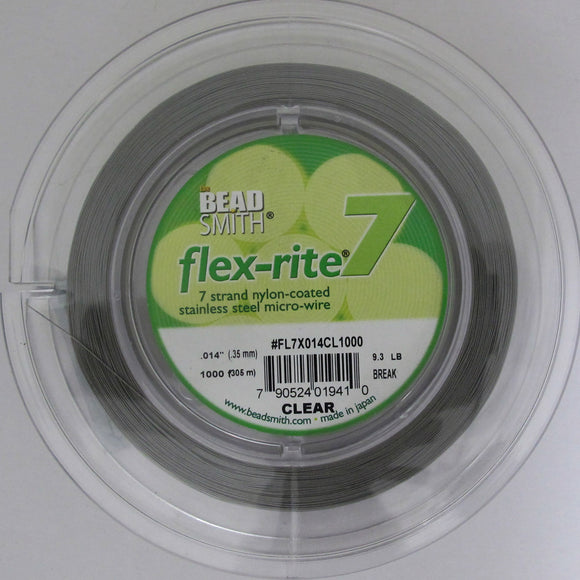 THE BEAD
SMITH®
flex-rite® 7
7 strand nylon-coated
stainless steel micro-wire
#FL7X014CL1000
.014" (.35 mm) 9.3 LB
1000 (305 m) BREAK
7 90524 01941 0
CLEAR
www.beadsmith.com • made in japan